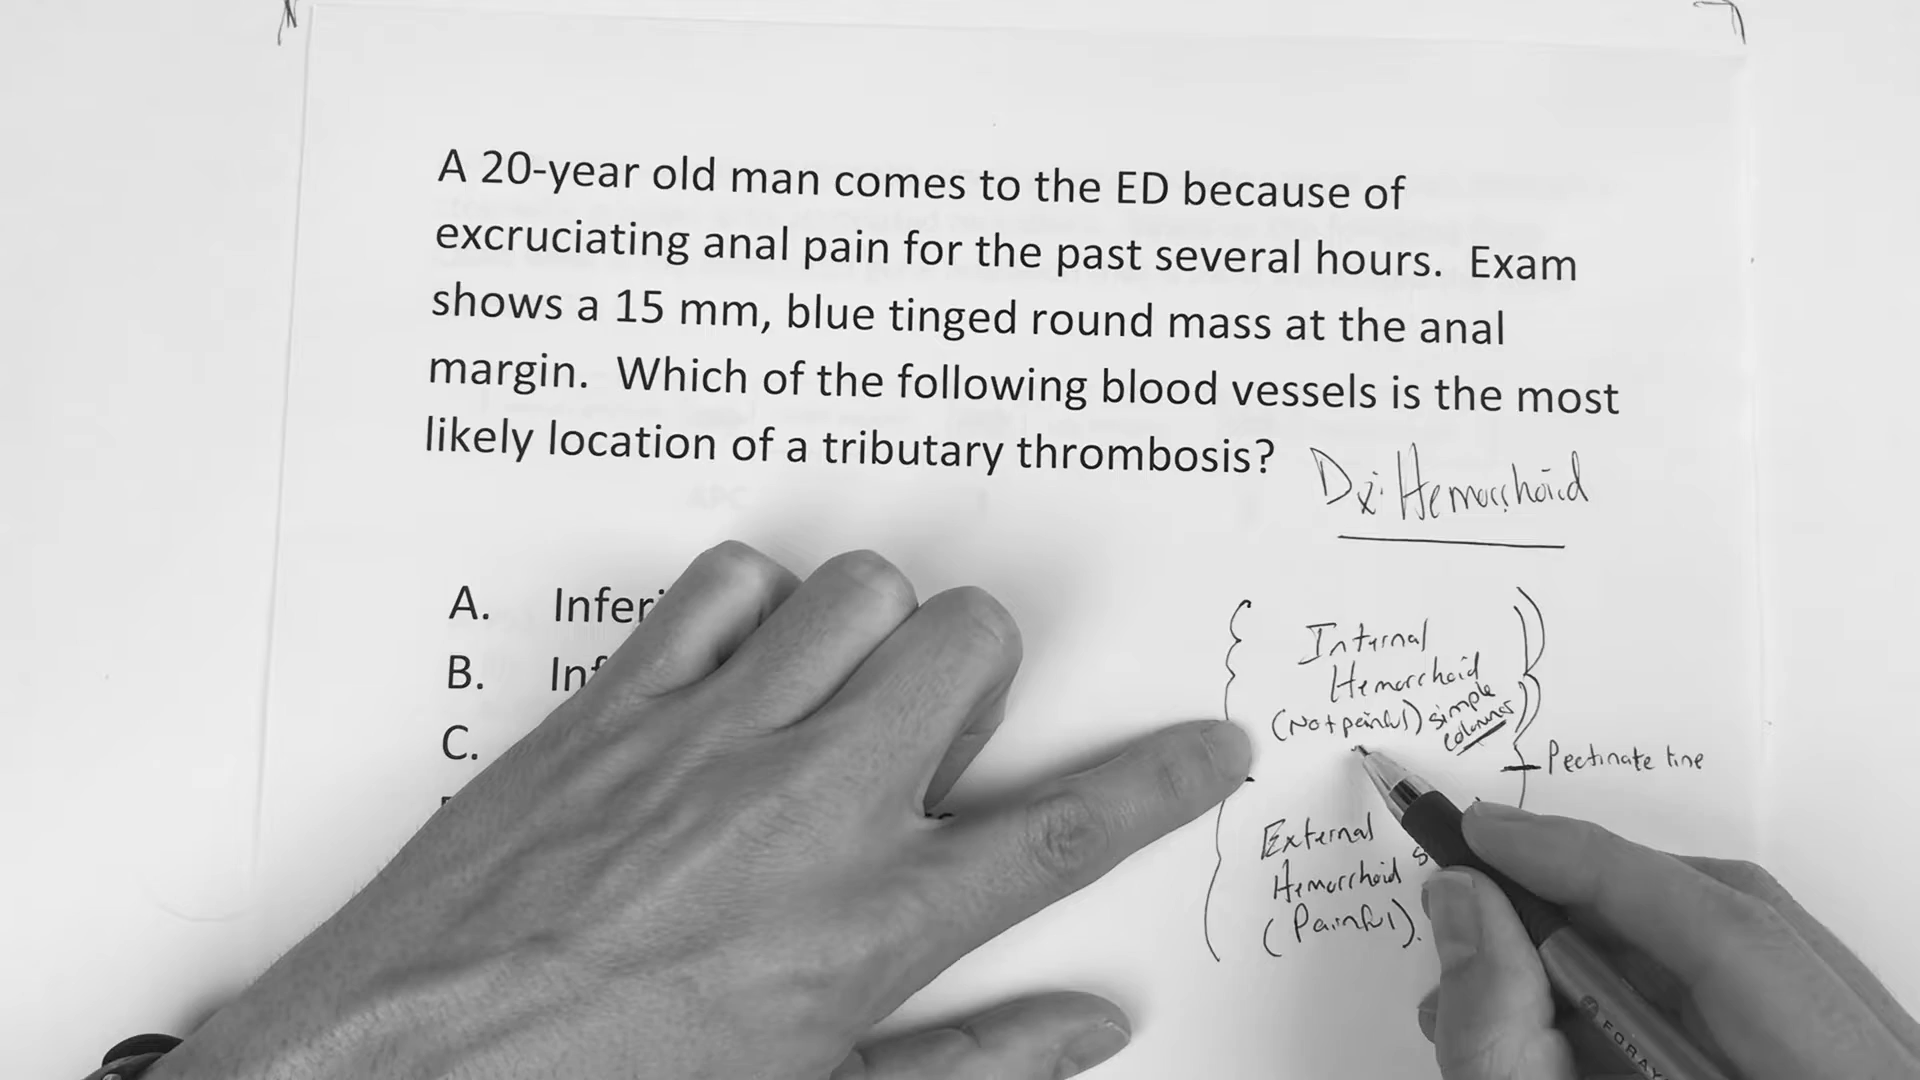 A 20-year old man comes to the ED because of
excruciating anal pain for the past several hours. Exam
shows a 15 mm, blue tinged round mass at the anal
margin. Which of the following blood vessels is the most
likely location of a tributary thrombosis?
Dx: Hemorrhoid
A. Inferi
B. Inf
C.
Internal
Hemorrhoid
(Not painful) simple
columnar
Pectinate line
External
Hemorrhoid s
(Painful).
FORAY